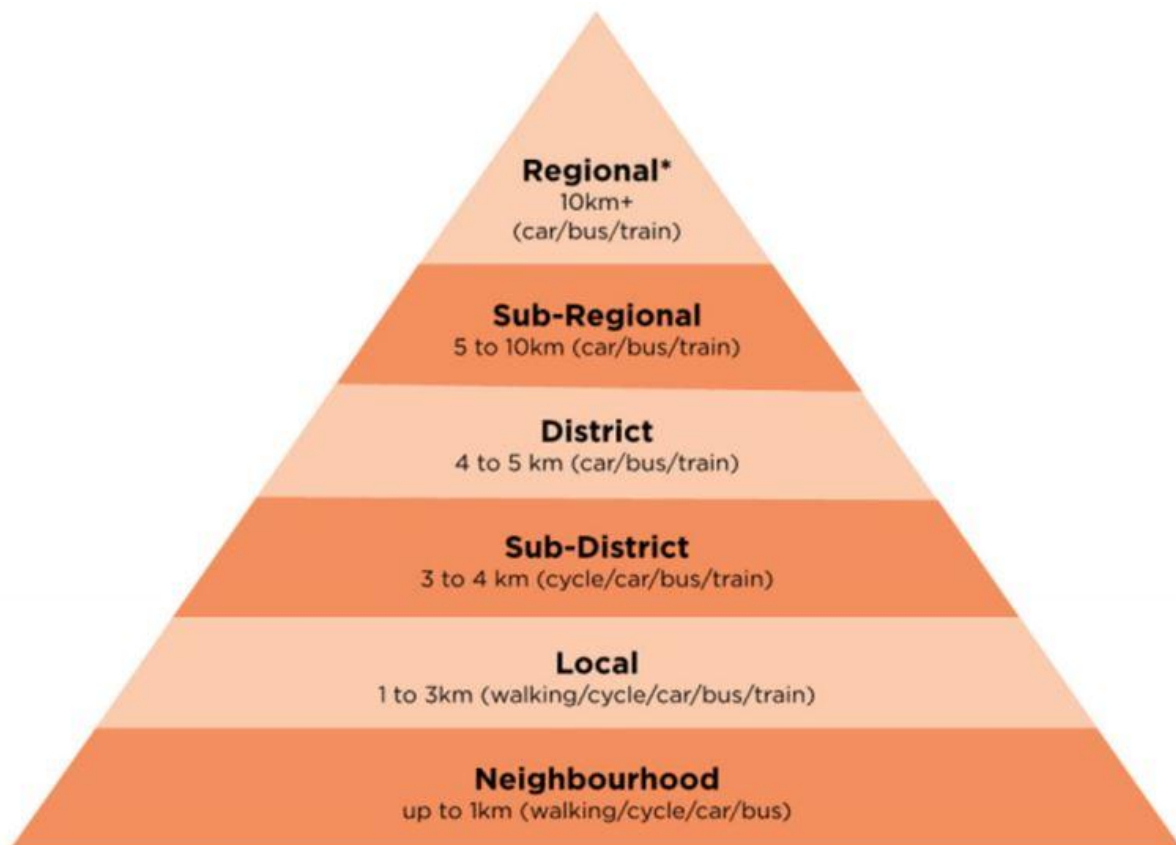 Regional*
10km+
(car/bus/train)
Sub-Regional
5 to 10km (car/bus/train)
District
4 to 5 km (car/bus/train)
Sub-District
3 to 4 km (cycle/car/bus/train)
Local
1 to 3km (walking/cycle/car/bus/train)
Neighbourhood
up to 1km (walking/cycle/car/bus)